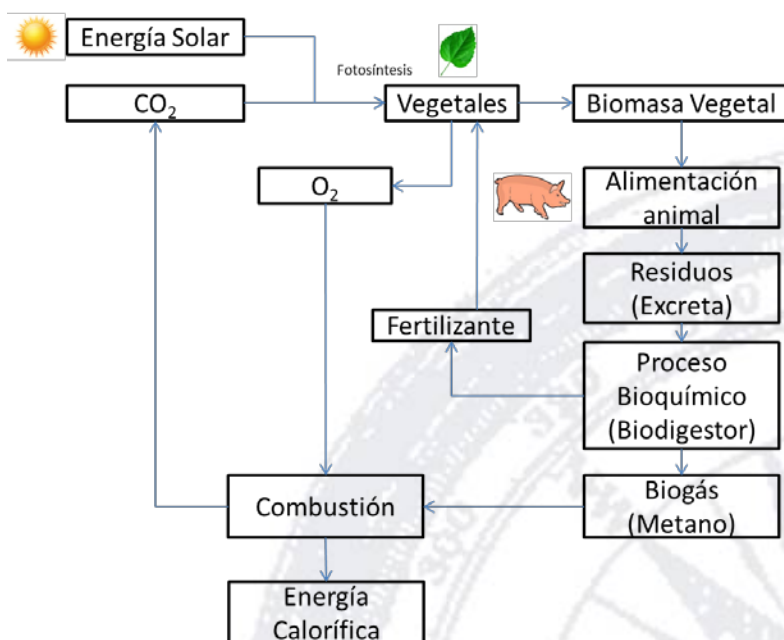 Energía Solar
Fotosíntesis
CO₂
Vegetales
Biomasa Vegetal
O₂
Alimentación
animal
Residuos
(Excreta)
Fertilizante
Proceso
Bioquímico
(Biodigestor)
Combustión
Biogás
(Metano)
Energía
Calorífica